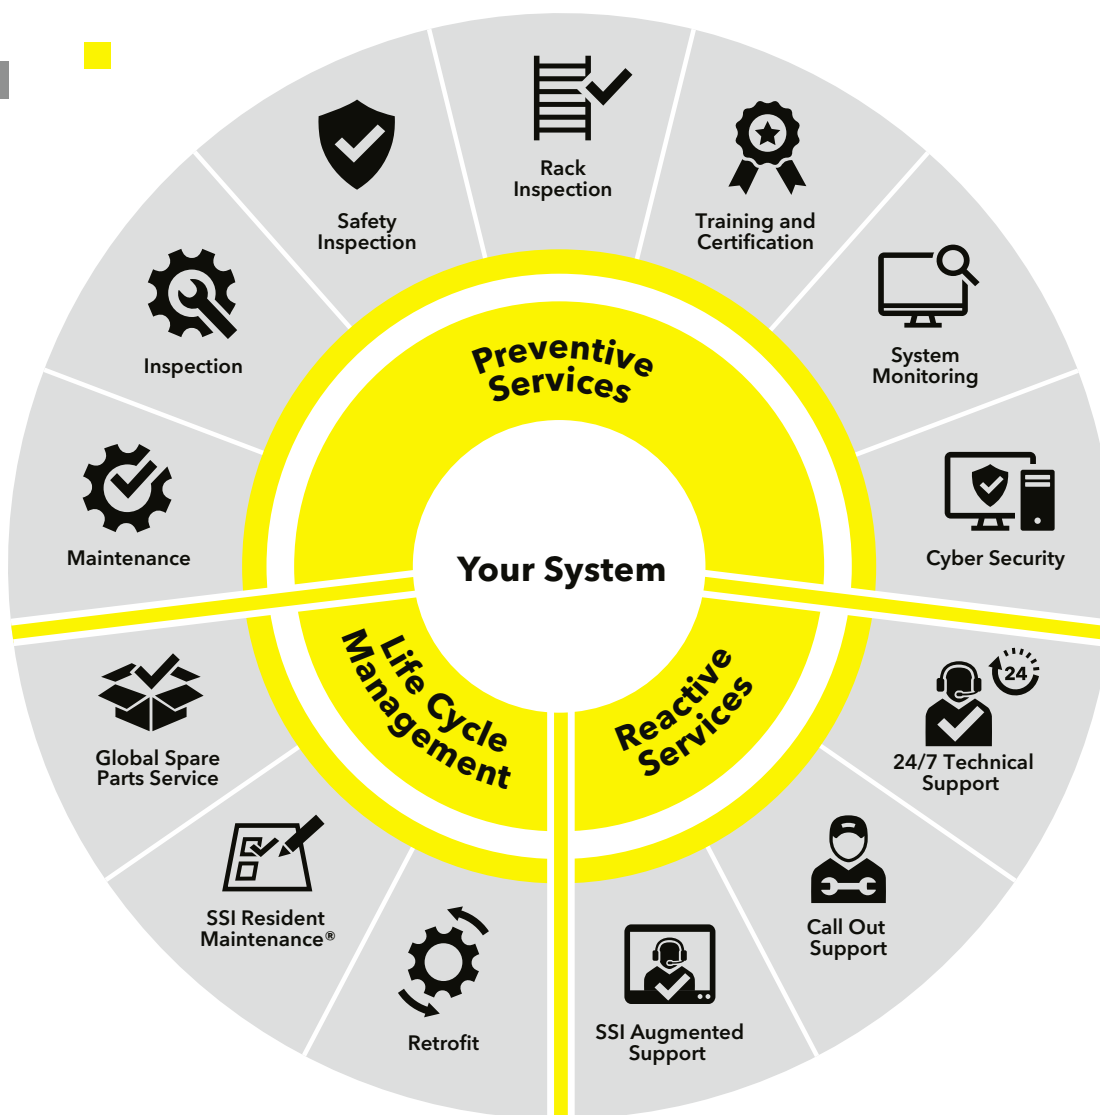 Rack
Inspection
Safety
Inspection
Training and
Certification
Inspection
System
Monitoring
Maintenance
Cyber Security
Preventive
Services
Your System
Life Cycle
Management
Reactive
Services
Global Spare
Parts Service
24
24/7 Technical
Support
SSI Resident
Maintenance®
Call Out
Support
Retrofit
SSI Augmented
Support